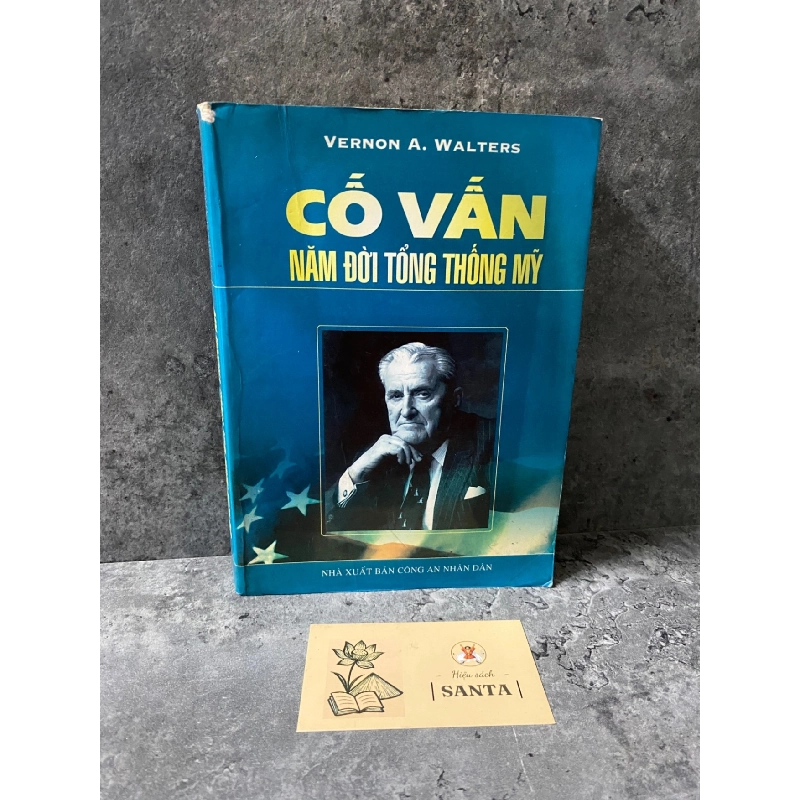 VERNON A. WALTERS
CỐ VẤN
NĂM ĐỜI TỔNG THỐNG MỸ
NHÀ XUẤT BẢN CÔNG AN NHÂN DÂN
Hiệu sách
SANTA